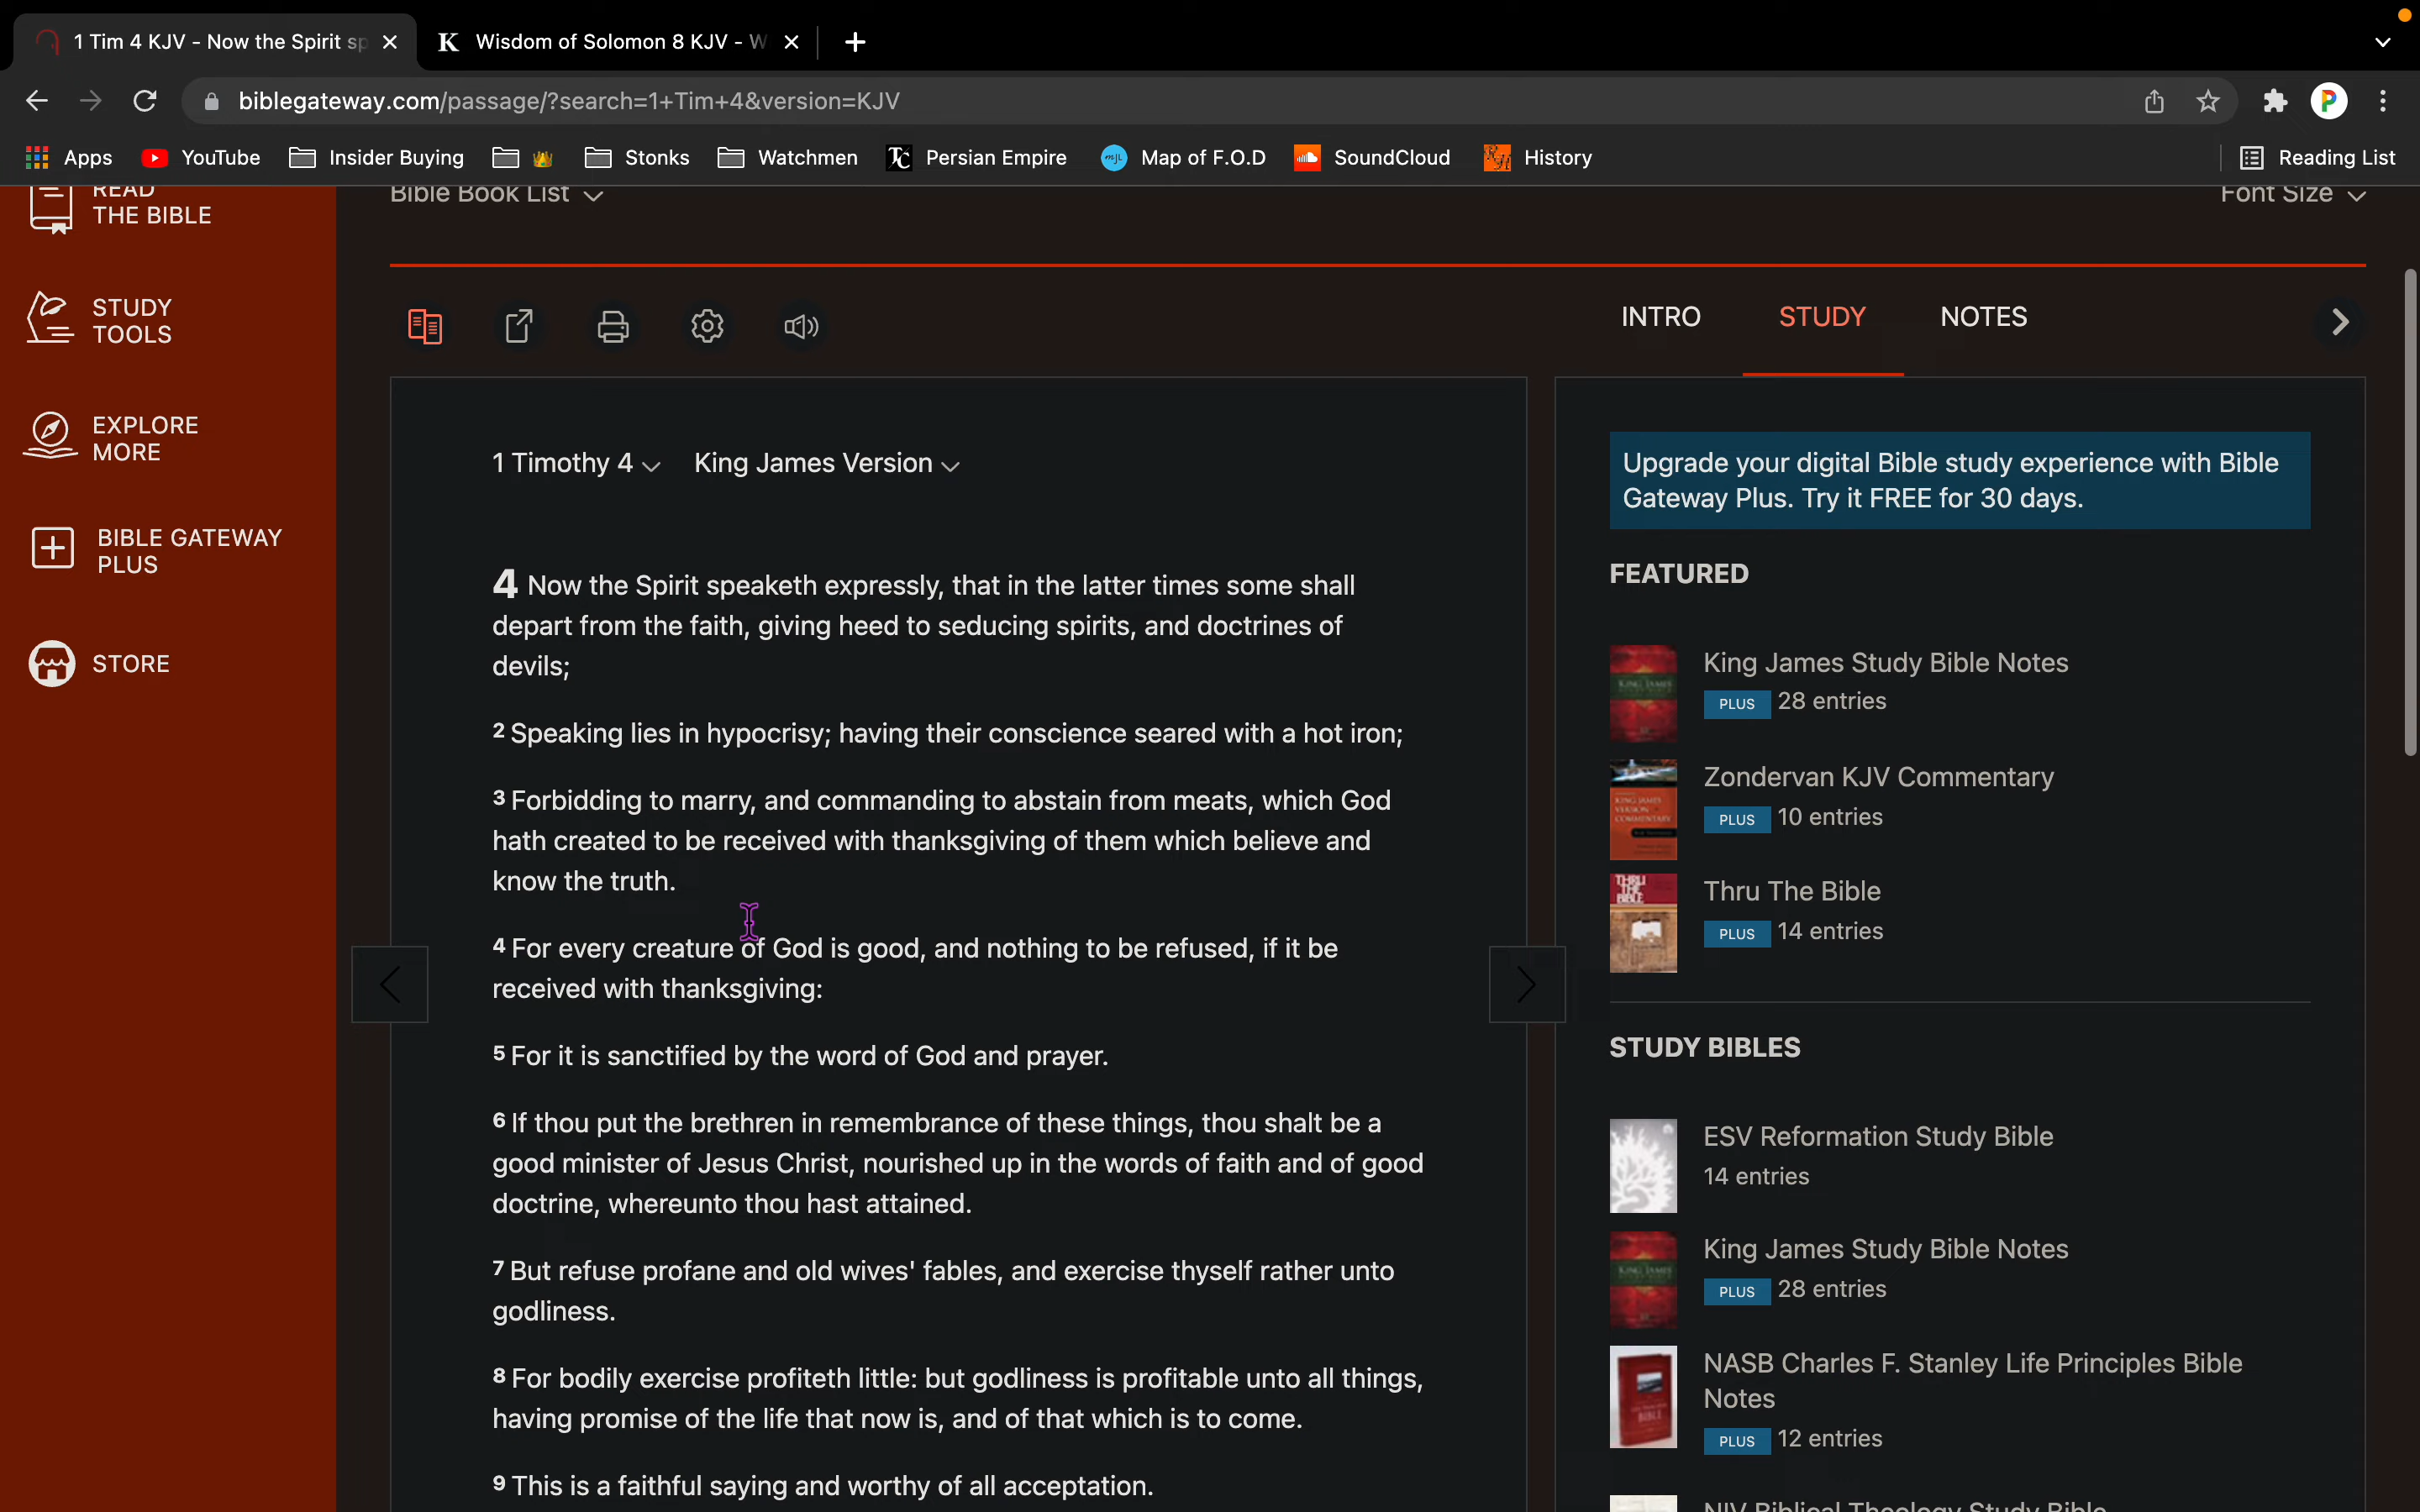 1 Tim 4 KJV - Now the Spirit sp
K Wisdom of Solomon 8 KJV - W
biblegateway.com/passage/?search=1+Tim+4&version=KJV
P
Apps YouTube Insider Buying Stonks Watchmen TC Persian Empire mjl Map of F.O.D SoundCloud History Reading List
READ
THE BIBLE
STUDY
TOOLS
EXPLORE
MORE
BIBLE GATEWAY
PLUS
STORE
Bible Book List
Font Size
1 Timothy 4 King James Version
4 Now the Spirit speaketh expressly, that in the latter times some shall
depart from the faith, giving heed to seducing spirits, and doctrines of
devils;
2 Speaking lies in hypocrisy; having their conscience seared with a hot iron;
3 Forbidding to marry, and commanding to abstain from meats, which God
hath created to be received with thanksgiving of them which believe and
know the truth.
4 For every creature of God is good, and nothing to be refused, if it be
received with thanksgiving:
5 For it is sanctified by the word of God and prayer.
6 If thou put the brethren in remembrance of these things, thou shalt be a
good minister of Jesus Christ, nourished up in the words of faith and of good
doctrine, whereunto thou hast attained.
7 But refuse profane and old wives' fables, and exercise thyself rather unto
godliness.
8 For bodily exercise profiteth little: but godliness is profitable unto all things,
having promise of the life that now is, and of that which is to come.
9 This is a faithful saying and worthy of all acceptation.
INTRO STUDY NOTES
Upgrade your digital Bible study experience with Bible
Gateway Plus. Try it FREE for 30 days.
FEATURED
King James Study Bible Notes
PLUS 28 entries
Zondervan KJV Commentary
PLUS 10 entries
THRU
THE
BIBLE
Thru The Bible
PLUS 14 entries
STUDY BIBLES
ESV Reformation Study Bible
14 entries
King James Study Bible Notes
PLUS 28 entries
NASB Charles F. Stanley Life Principles Bible
Notes
PLUS 12 entries
NIV Biblical Theology Study Bible